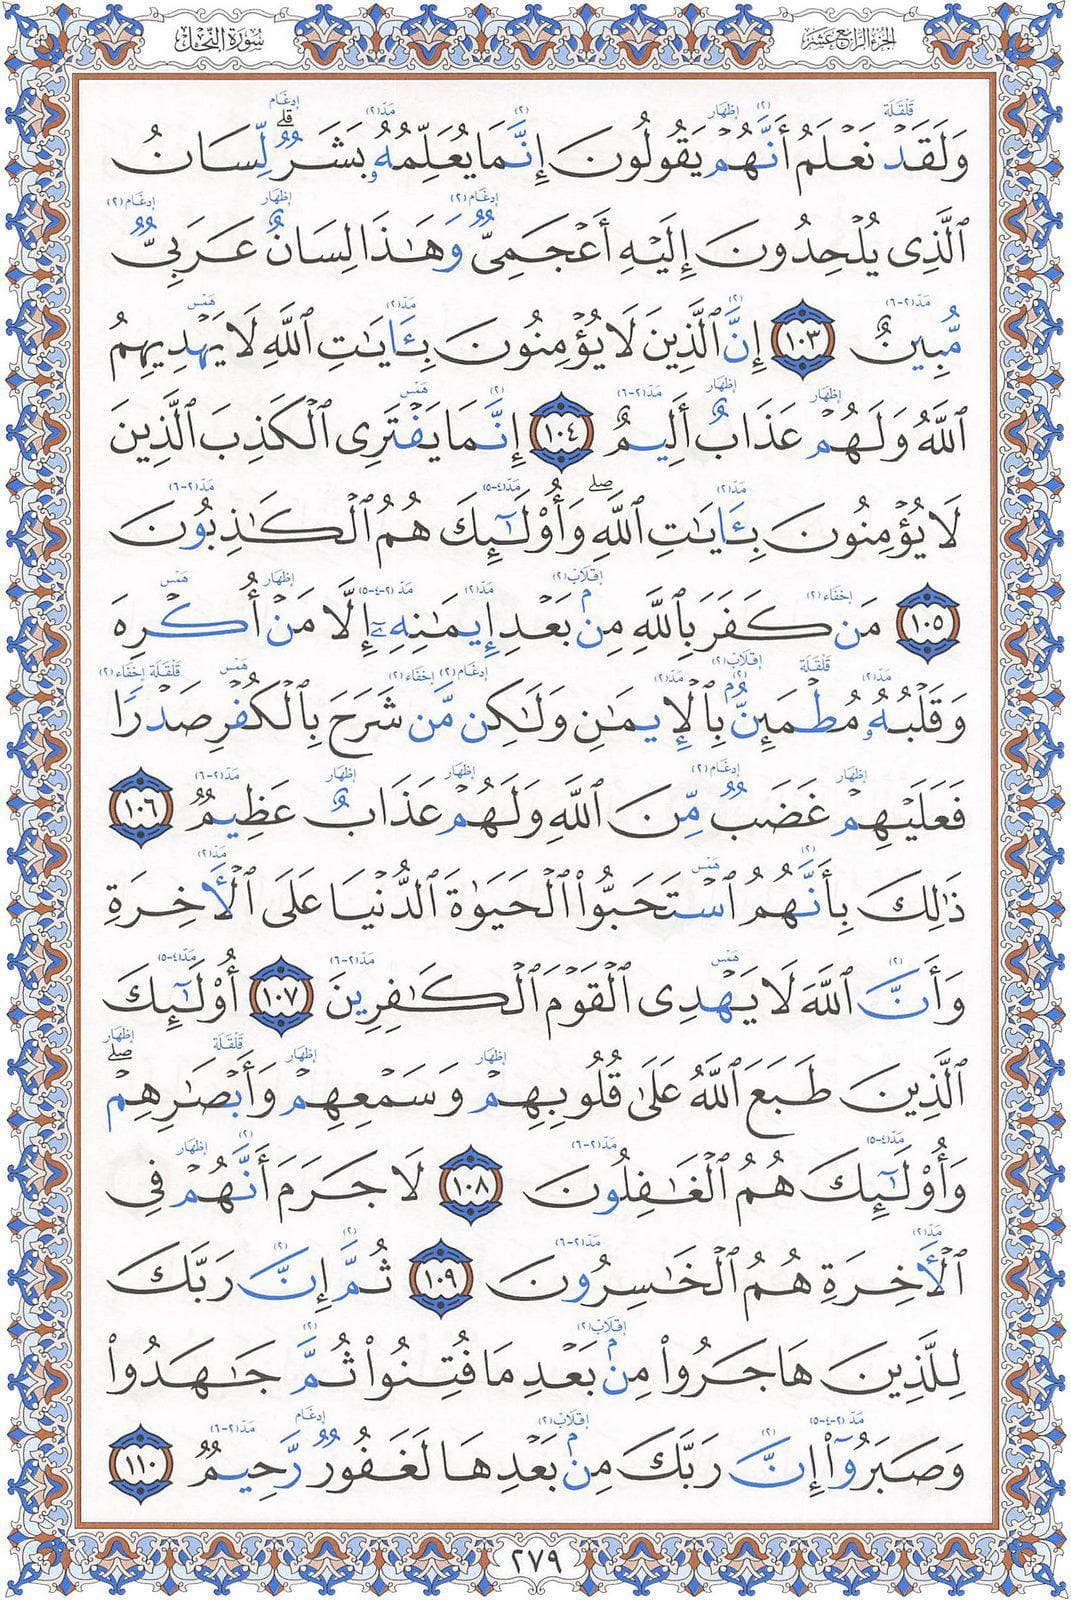 الجزء الرابع عشر
سورة النحل
وَلَقَدۡ نَعۡلَمُ أَنَّهُمۡ يَقُولُونَ إِنَّمَا يُعَلِّمُهُۥ بَشَرٞۗ لِّسَانُ
ٱلَّذِي يُلۡحِدُونَ إِلَيۡهِ أَعۡجَمِيّٞ وَهَٰذَا لِسَانٌ عَرَبِيّٞ
مُّبِينٌ ١٠٣ إِنَّ ٱلَّذِينَ لَا يُؤۡمِنُونَ بِـَٔايَٰتِ ٱللَّهِ لَا يَهۡدِيهِمُ
ٱللَّهُ وَلَهُمۡ عَذَابٌ أَلِيمٌ ١٠٤ إِنَّمَا يَفۡتَرِي ٱلۡكَذِبَ ٱلَّذِينَ
لَا يُؤۡمِنُونَ بِـَٔايَٰتِ ٱللَّهِۖ وَأُوْلَٰٓئِكَ هُمُ ٱلۡكَٰذِبُونَ
١٠٥ مَن كَفَرَ بِٱللَّهِ مِنۢ بَعۡدِ إِيمَٰنِهِۦٓ إِلَّا مَنۡ أُكۡرِهَ
وَقَلۡبُهُۥ مُطۡمَئِنُّۢ بِٱلۡإِيمَٰنِ وَلَٰكِن مَّن شَرَحَ بِٱلۡكُفۡرِ صَدۡرٗا
فَعَلَيۡهِمۡ غَضَبٞ مِّنَ ٱللَّهِ وَلَهُمۡ عَذَابٌ عَظِيمٞ ١٠٦
ذَٰلِكَ بِأَنَّهُمُ ٱسۡتَحَبُّواْ ٱلۡحَيَوٰةَ ٱلدُّنۡيَا عَلَى ٱلۡأٓخِرَةِ
وَأَنَّ ٱللَّهَ لَا يَهۡدِي ٱلۡقَوۡمَ ٱلۡكَٰفِرِينَ ١٠٧ أُوْلَٰٓئِكَ
ٱلَّذِينَ طَبَعَ ٱللَّهُ عَلَىٰ قُلُوبِهِمۡ وَسَمۡعِهِمۡ وَأَبۡصَٰرِهِمۡۖ
وَأُوْلَٰٓئِكَ هُمُ ٱلۡغَٰفِلُونَ ١٠٨ لَا جَرَمَ أَنَّهُمۡ فِي
ٱلۡأٓخِرَةِ هُمُ ٱلۡخَٰسِرُونَ ١٠٩ ثُمَّ إِنَّ رَبَّكَ
لِلَّذِينَ هَاجَرُواْ مِنۢ بَعۡدِ مَا فُتِنُواْ ثُمَّ جَٰهَدُواْ
وَصَبَرُوٓاْ إِنَّ رَبَّكَ مِنۢ بَعۡدِهَا لَغَفُورٞ رَّحِيمٞ ١١٠
٢٧٩